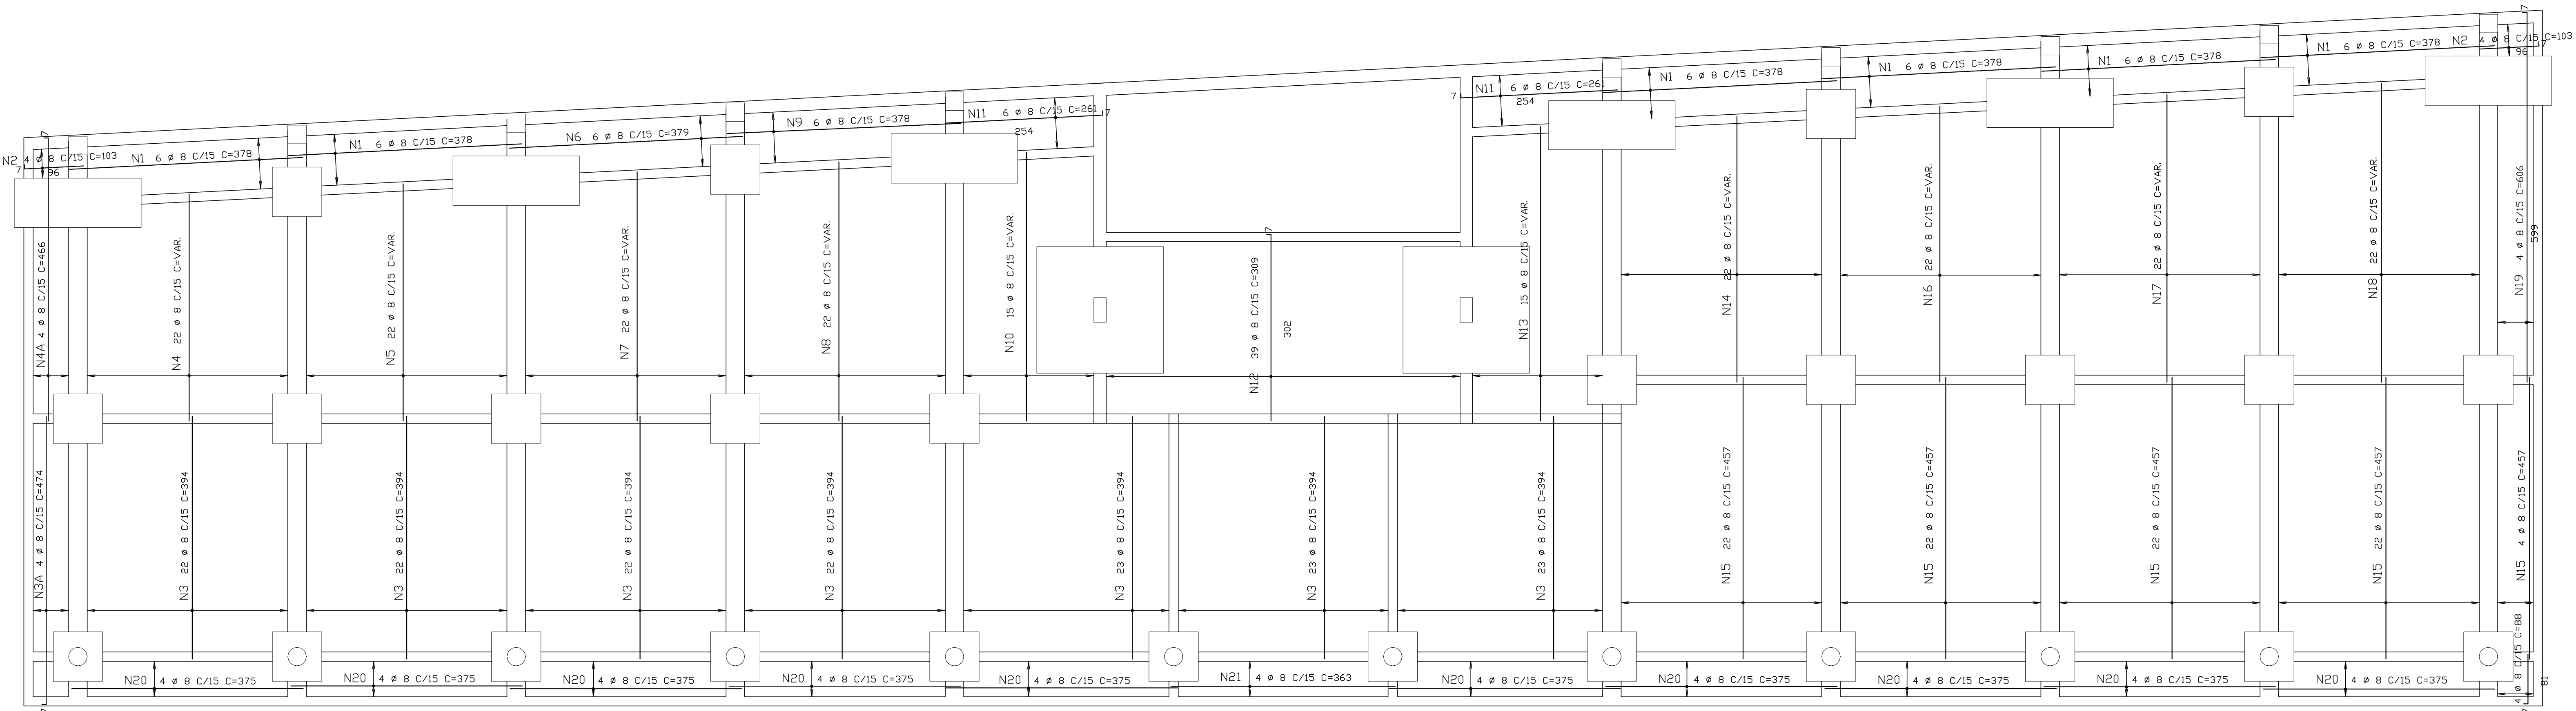 7
N2 4 ø 8 C/15 C=103
7
96
N1 6 ø 8 C/15 C=378
N1 6 ø 8 C/15 C=378
N6 6 ø 8 C/15 C=379
N9 6 ø 8 C/15 C=378
N11 6 ø 8 C/15 C=261
7
254
7
N11 6 ø 8 C/15 C=261
254
N1 6 ø 8 C/15 C=378
N1 6 ø 8 C/15 C=378
N1 6 ø 8 C/15 C=378
N1 6 ø 8 C/15 C=378
N2 4 ø 8 C/15 C=103
7
7
96
N4A 4 ø 8 C/15 C=466
N4 22 ø 8 C/15 C=VAR.
N5 22 ø 8 C/15 C=VAR.
N7 22 ø 8 C/15 C=VAR.
N8 22 ø 8 C/15 C=VAR.
N10 15 ø 8 C/15 C=VAR.
7
N12 39 ø 8 C/15 C=309
302
N13 15 ø 8 C/15 C=VAR.
N14 22 ø 8 C/15 C=VAR.
N16 22 ø 8 C/15 C=VAR.
N17 22 ø 8 C/15 C=VAR.
N18 22 ø 8 C/15 C=VAR.
N19 4 ø 8 C/15 C=606
599
N3A 4 ø 8 C/15 C=474
N3 22 ø 8 C/15 C=394
N3 22 ø 8 C/15 C=394
N3 22 ø 8 C/15 C=394
N3 22 ø 8 C/15 C=394
N3 23 ø 8 C/15 C=394
N3 23 ø 8 C/15 C=394
N3 23 ø 8 C/15 C=394
N15 22 ø 8 C/15 C=457
N15 22 ø 8 C/15 C=457
N15 22 ø 8 C/15 C=457
N15 22 ø 8 C/15 C=457
N15 4 ø 8 C/15 C=457
N20 4 ø 8 C/15 C=375
N20 4 ø 8 C/15 C=375
N20 4 ø 8 C/15 C=375
N20 4 ø 8 C/15 C=375
N20 4 ø 8 C/15 C=375
N21 4 ø 8 C/15 C=363
N20 4 ø 8 C/15 C=375
N20 4 ø 8 C/15 C=375
N20 4 ø 8 C/15 C=375
N20 4 ø 8 C/15 C=375
N20 4 ø 8 C/15 C=375
4 ø 8 C/15 C=88
81
7
7